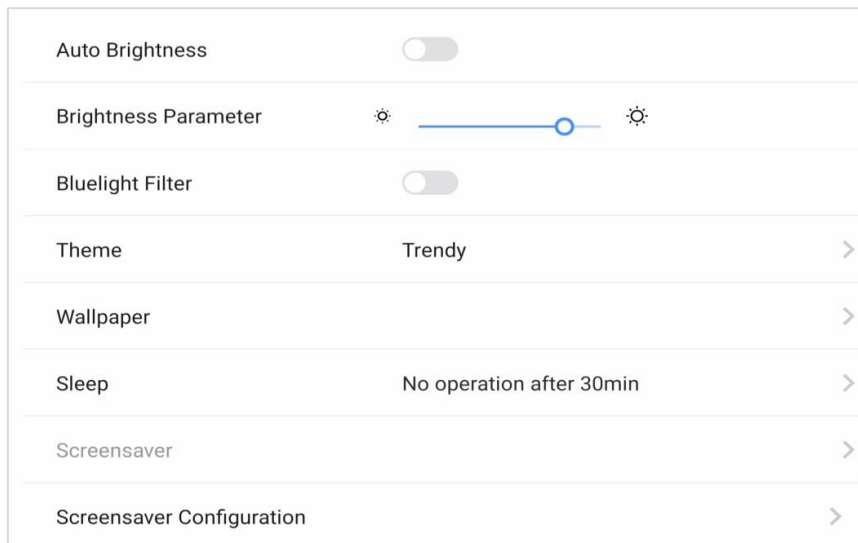 Auto Brightness
Brightness Parameter
Bluelight Filter
Theme Trendy
Wallpaper
Sleep No operation after 30min
Screensaver
Screensaver Configuration